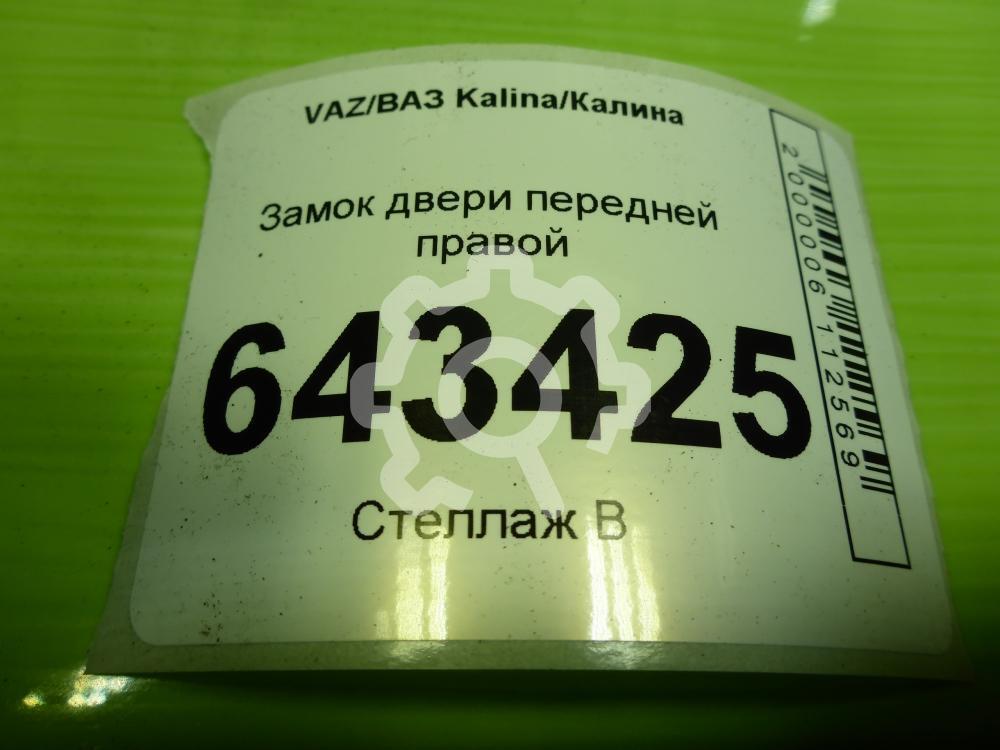 VAZ/ВАЗ Kalina/Калина
Замок двери передней
правой
643425
Стеллаж В
2000006112569